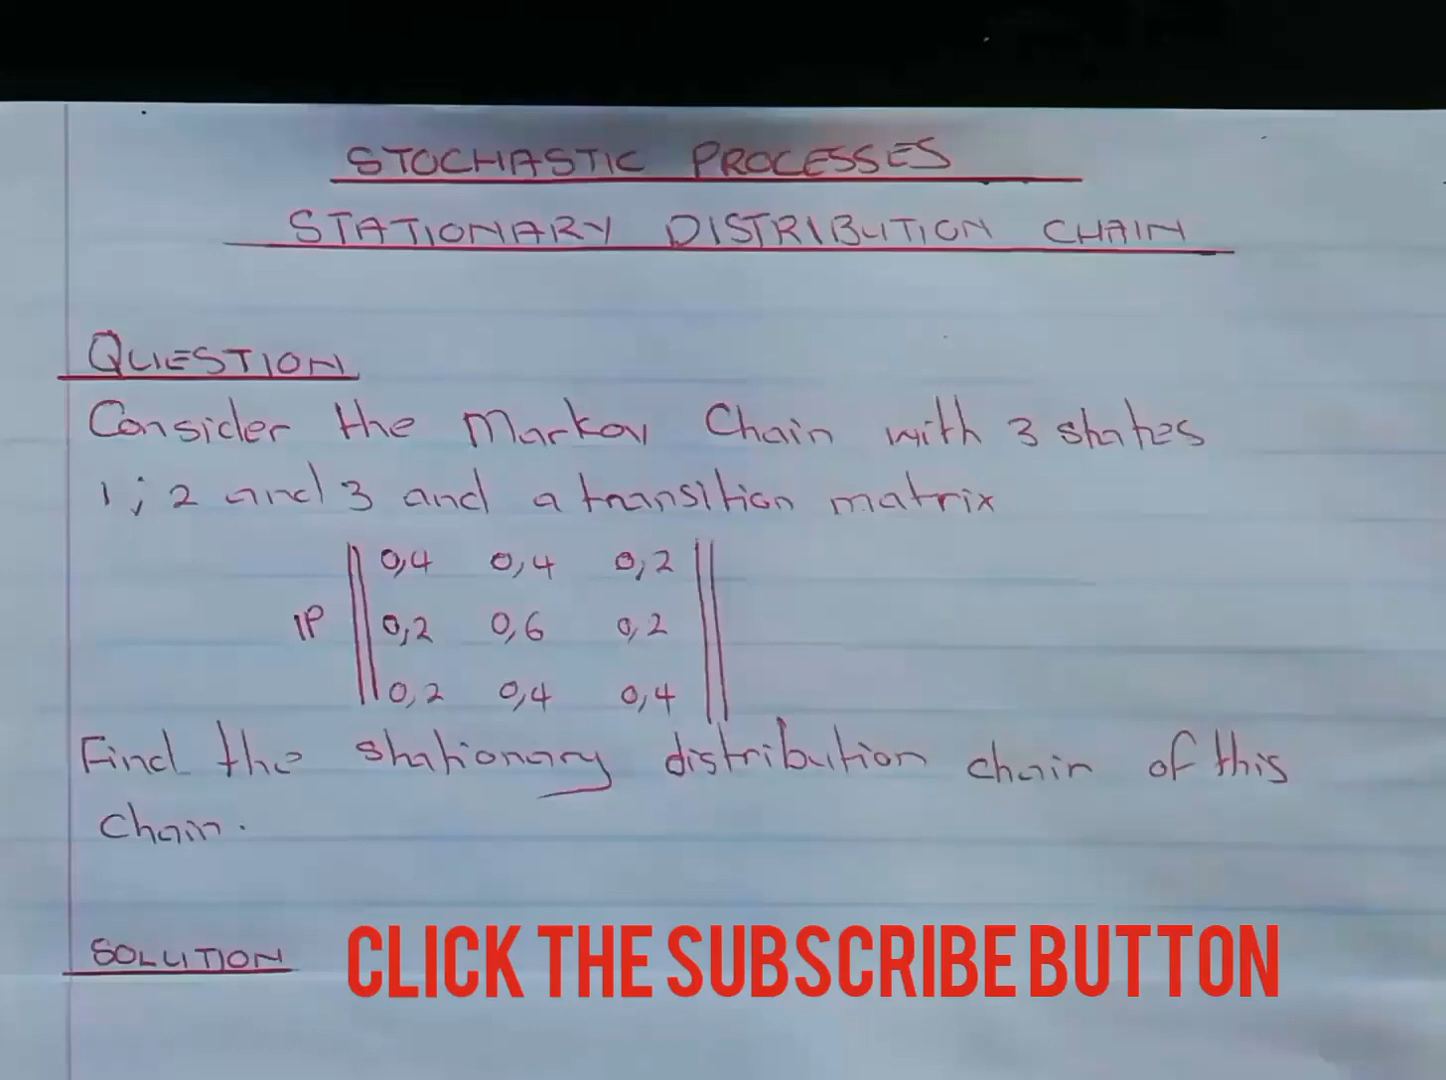 STOCHASTIC PROCESSES
STATIONARY DISTRIBUTION CHAIN
QUESTION
Consider the Markov Chain with 3 states
1; 2 and 3 and a transition matrix
0,4 0,4 0,2
IP 0,2 0,6 0,2
0,2 0,4 0,4
Find the stationary distribution chain of this
chain.
SOLUTION CLICK THE SUBSCRIBE BUTTON